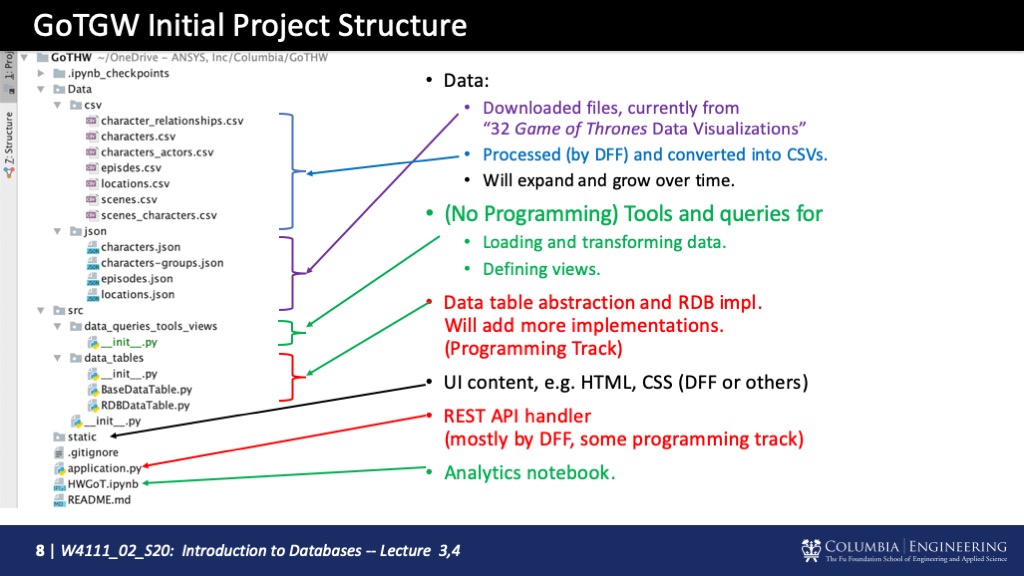 GoTGW Initial Project Structure
1: Proj
Z: Structure
GoTHW ~/OneDrive – ANSYS, Inc/Columbia/GoTHW
.ipynb_checkpoints
Data
csv
character_relationships.csv
characters.csv
characters_actors.csv
episdes.csv
locations.csv
scenes.csv
scenes_characters.csv
json
characters.json
characters-groups.json
episodes.json
locations.json
src
data_queries_tools_views
__init__.py
data_tables
__init__.py
BaseDataTable.py
RDBDataTable.py
__init__.py
static
.gitignore
application.py
HWGoT.ipynb
README.md
• Data:
• Downloaded files, currently from
“32 Game of Thrones Data Visualizations”
• Processed (by DFF) and converted into CSVs.
• Will expand and grow over time.
• (No Programming) Tools and queries for
• Loading and transforming data.
• Defining views.
• Data table abstraction and RDB impl.
Will add more implementations.
(Programming Track)
• UI content, e.g. HTML, CSS (DFF or others)
• REST API handler
(mostly by DFF, some programming track)
• Analytics notebook.
8 | W4111_02_S20: Introduction to Databases -- Lecture 3,4
COLUMBIA | ENGINEERING
The Fu Foundation School of Engineering and Applied Science